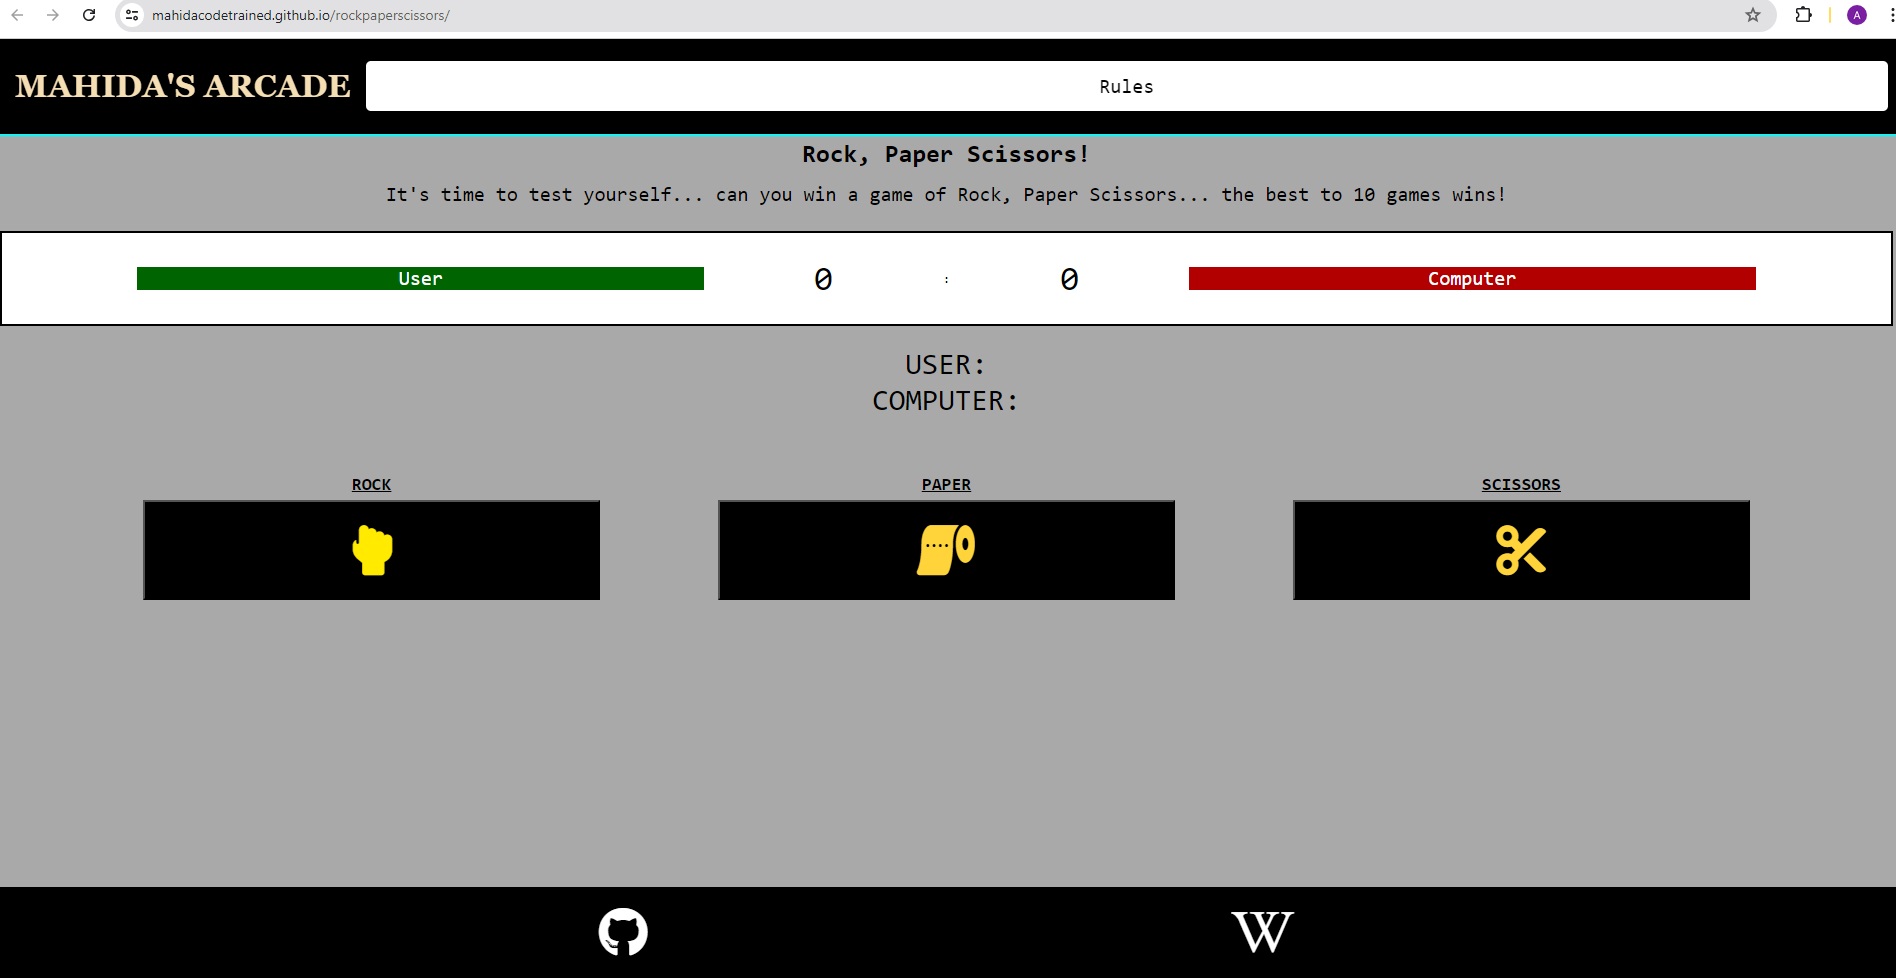 mahidacodetrained.github.io/rockpaperscissors/
A
MAHIDA'S ARCADE
Rules
Rock, Paper Scissors!
It's time to test yourself... can you win a game of Rock, Paper Scissors... the best to 10 games wins!
User 0 : 0 Computer
USER:
COMPUTER:
ROCK PAPER SCISSORS
W